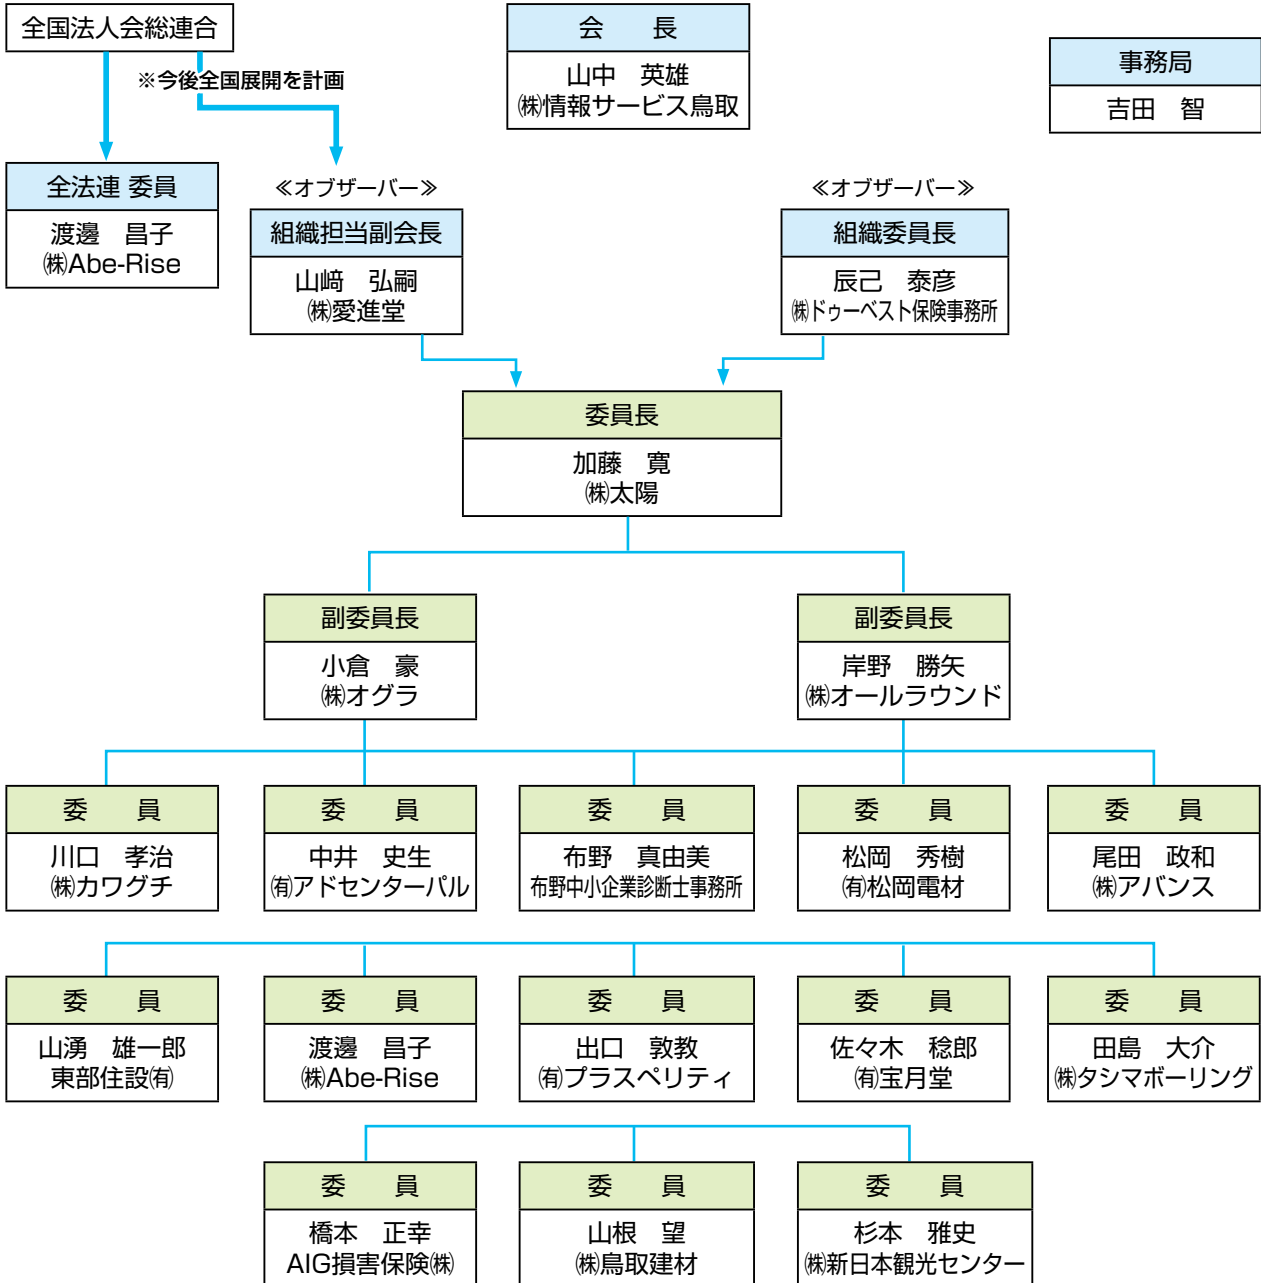 全国法人会総連合
※今後全国展開を計画
会　長
山中　英雄
㈱情報サービス鳥取
事務局
吉田　智
全法連 委員
渡邊　昌子
㈱Abe-Rise
≪オブザーバー≫
組織担当副会長
山﨑　弘嗣
㈱愛進堂
≪オブザーバー≫
組織委員長
辰己　泰彦
㈱ドゥーベスト保険事務所
委員長
加藤　寛
㈱太陽
副委員長
小倉　豪
㈱オグラ
副委員長
岸野　勝矢
㈱オールラウンド
委　員
川口　孝治
㈱カワグチ
委　員
中井　史生
㈲アドセンターパル
委　員
布野　真由美
布野中小企業診断士事務所
委　員
松岡　秀樹
㈲松岡電材
委　員
尾田　政和
㈱アバンス
委　員
山湧　雄一郎
東部住設㈲
委　員
渡邊　昌子
㈱Abe-Rise
委　員
出口　敦教
㈲プラスペリティ
委　員
佐々木　稔郎
㈲宝月堂
委　員
田島　大介
㈱タシマボーリング
委　員
橋本　正幸
AIG損害保険㈱
委　員
山根　望
㈱鳥取建材
委　員
杉本　雅史
㈱新日本観光センター